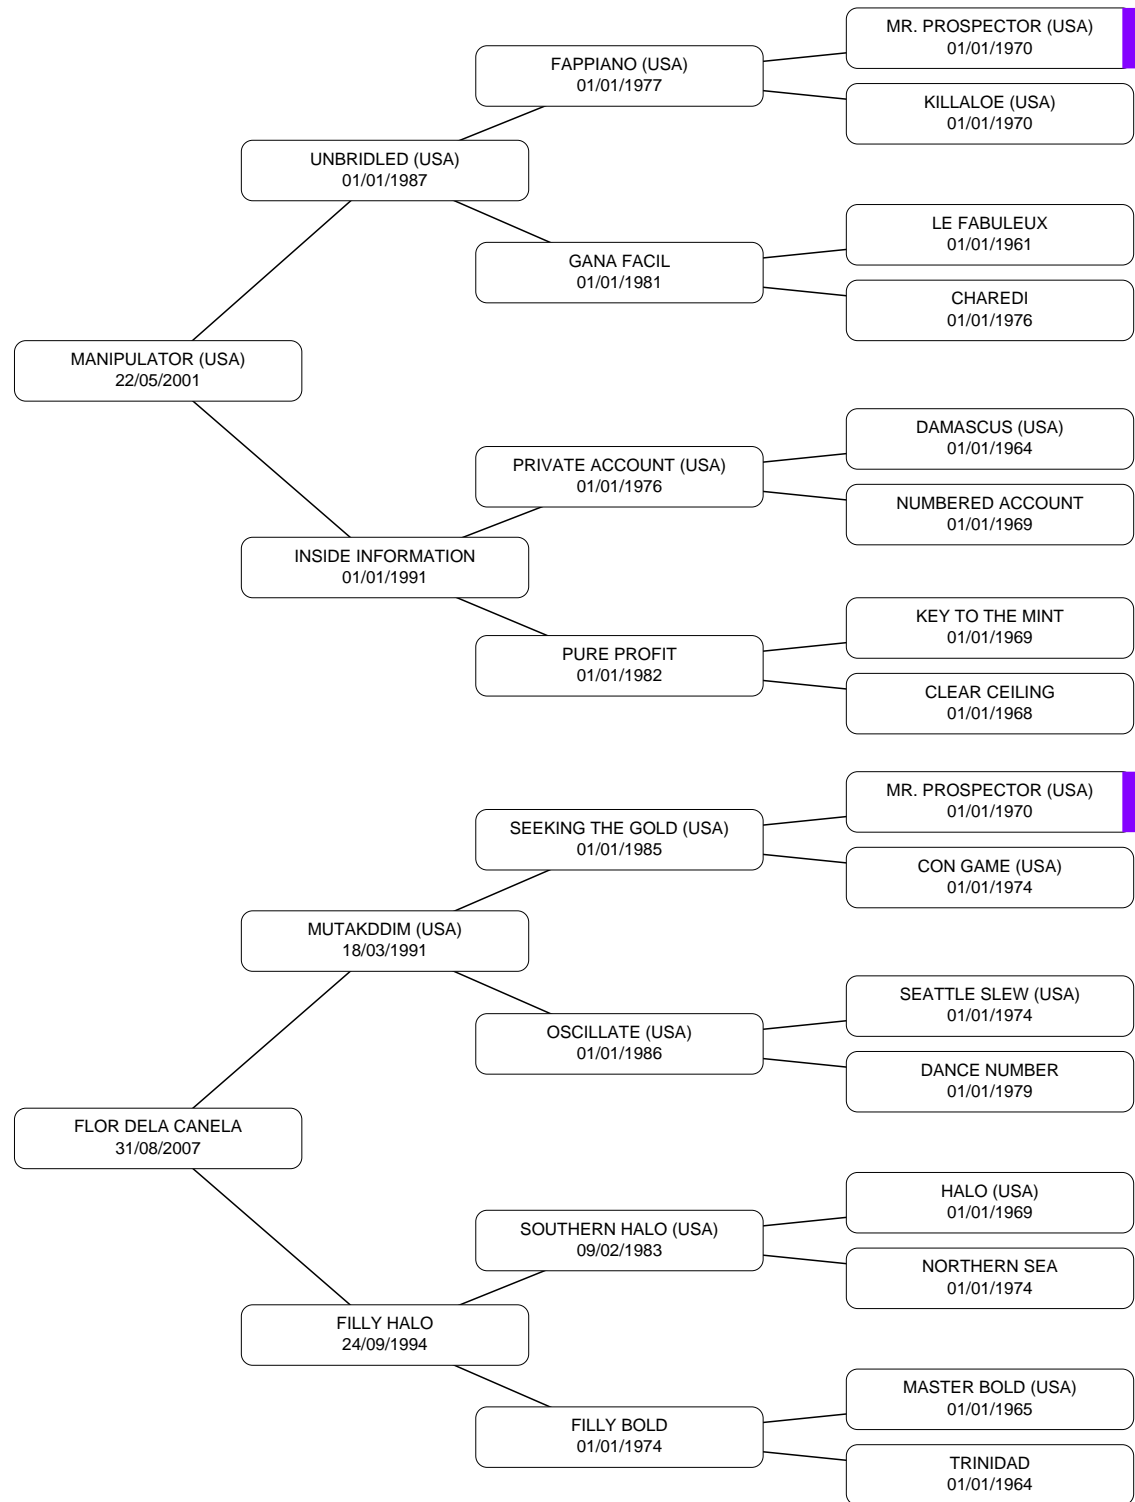 MR. PROSPECTOR (USA)
01/01/1970
FAPPIANO (USA)
01/01/1977
KILLALOE (USA)
01/01/1970
UNBRIDLED (USA)
01/01/1987
LE FABULEUX
01/01/1961
GANA FACIL
01/01/1981
CHAREDI
01/01/1976
MANIPULATOR (USA)
22/05/2001
DAMASCUS (USA)
01/01/1964
PRIVATE ACCOUNT (USA)
01/01/1976
NUMBERED ACCOUNT
01/01/1969
INSIDE INFORMATION
01/01/1991
KEY TO THE MINT
01/01/1969
PURE PROFIT
01/01/1982
CLEAR CEILING
01/01/1968
MR. PROSPECTOR (USA)
01/01/1970
SEEKING THE GOLD (USA)
01/01/1985
CON GAME (USA)
01/01/1974
MUTAKDDIM (USA)
18/03/1991
SEATTLE SLEW (USA)
01/01/1974
OSCILLATE (USA)
01/01/1986
DANCE NUMBER
01/01/1979
FLOR DELA CANELA
31/08/2007
HALO (USA)
01/01/1969
SOUTHERN HALO (USA)
09/02/1983
NORTHERN SEA
01/01/1974
FILLY HALO
24/09/1994
MASTER BOLD (USA)
01/01/1965
FILLY BOLD
01/01/1974
TRINIDAD
01/01/1964